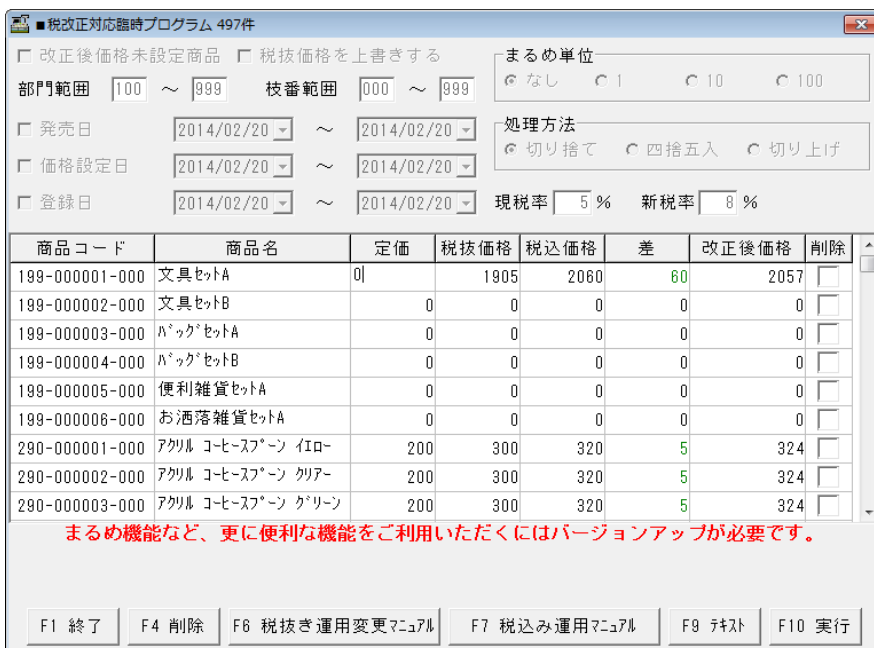 ■税改正対応臨時プログラム 497件
改正後価格未設定商品 税抜価格を上書きする
部門範囲 100 ～ 999 枝番範囲 000 ～ 999
発売日 2014/02/20 ～ 2014/02/20
価格設定日 2014/02/20 ～ 2014/02/20
登録日 2014/02/20 ～ 2014/02/20
まるめ単位
なし 1 10 100
処理方法
切り捨て 四捨五入 切り上げ
現税率 5 % 新税率 8 %
商品コード 商品名 定価 税抜価格 税込価格 差 改正後価格 削除
199-000001-000 文具ｾｯﾄA 0 1905 2060 60 2057
199-000002-000 文具ｾｯﾄB 0 0 0 0 0
199-000003-000 ﾊﾞｯｸﾞｾｯﾄA 0 0 0 0 0
199-000004-000 ﾊﾞｯｸﾞｾｯﾄB 0 0 0 0 0
199-000005-000 便利雑貨ｾｯﾄA 0 0 0 0 0
199-000006-000 お洒落雑貨ｾｯﾄA 0 0 0 0 0
290-000001-000 ｱｸﾘﾙ ｺｰﾋｰｽﾌﾟｰﾝ ｲｴﾛｰ 200 300 320 5 324
290-000002-000 ｱｸﾘﾙ ｺｰﾋｰｽﾌﾟｰﾝ ｸﾘｱｰ 200 300 320 5 324
290-000003-000 ｱｸﾘﾙ ｺｰﾋｰｽﾌﾟｰﾝ ｸﾞﾘｰﾝ 200 300 320 5 324
まるめ機能など、更に便利な機能をご利用いただくにはバージョンアップが必要です。
F1 終了 F4 削除 F6 税抜き運用変更ﾏﾆｭｱﾙ F7 税込み運用ﾏﾆｭｱﾙ F9 ﾃｷｽﾄ F10 実行